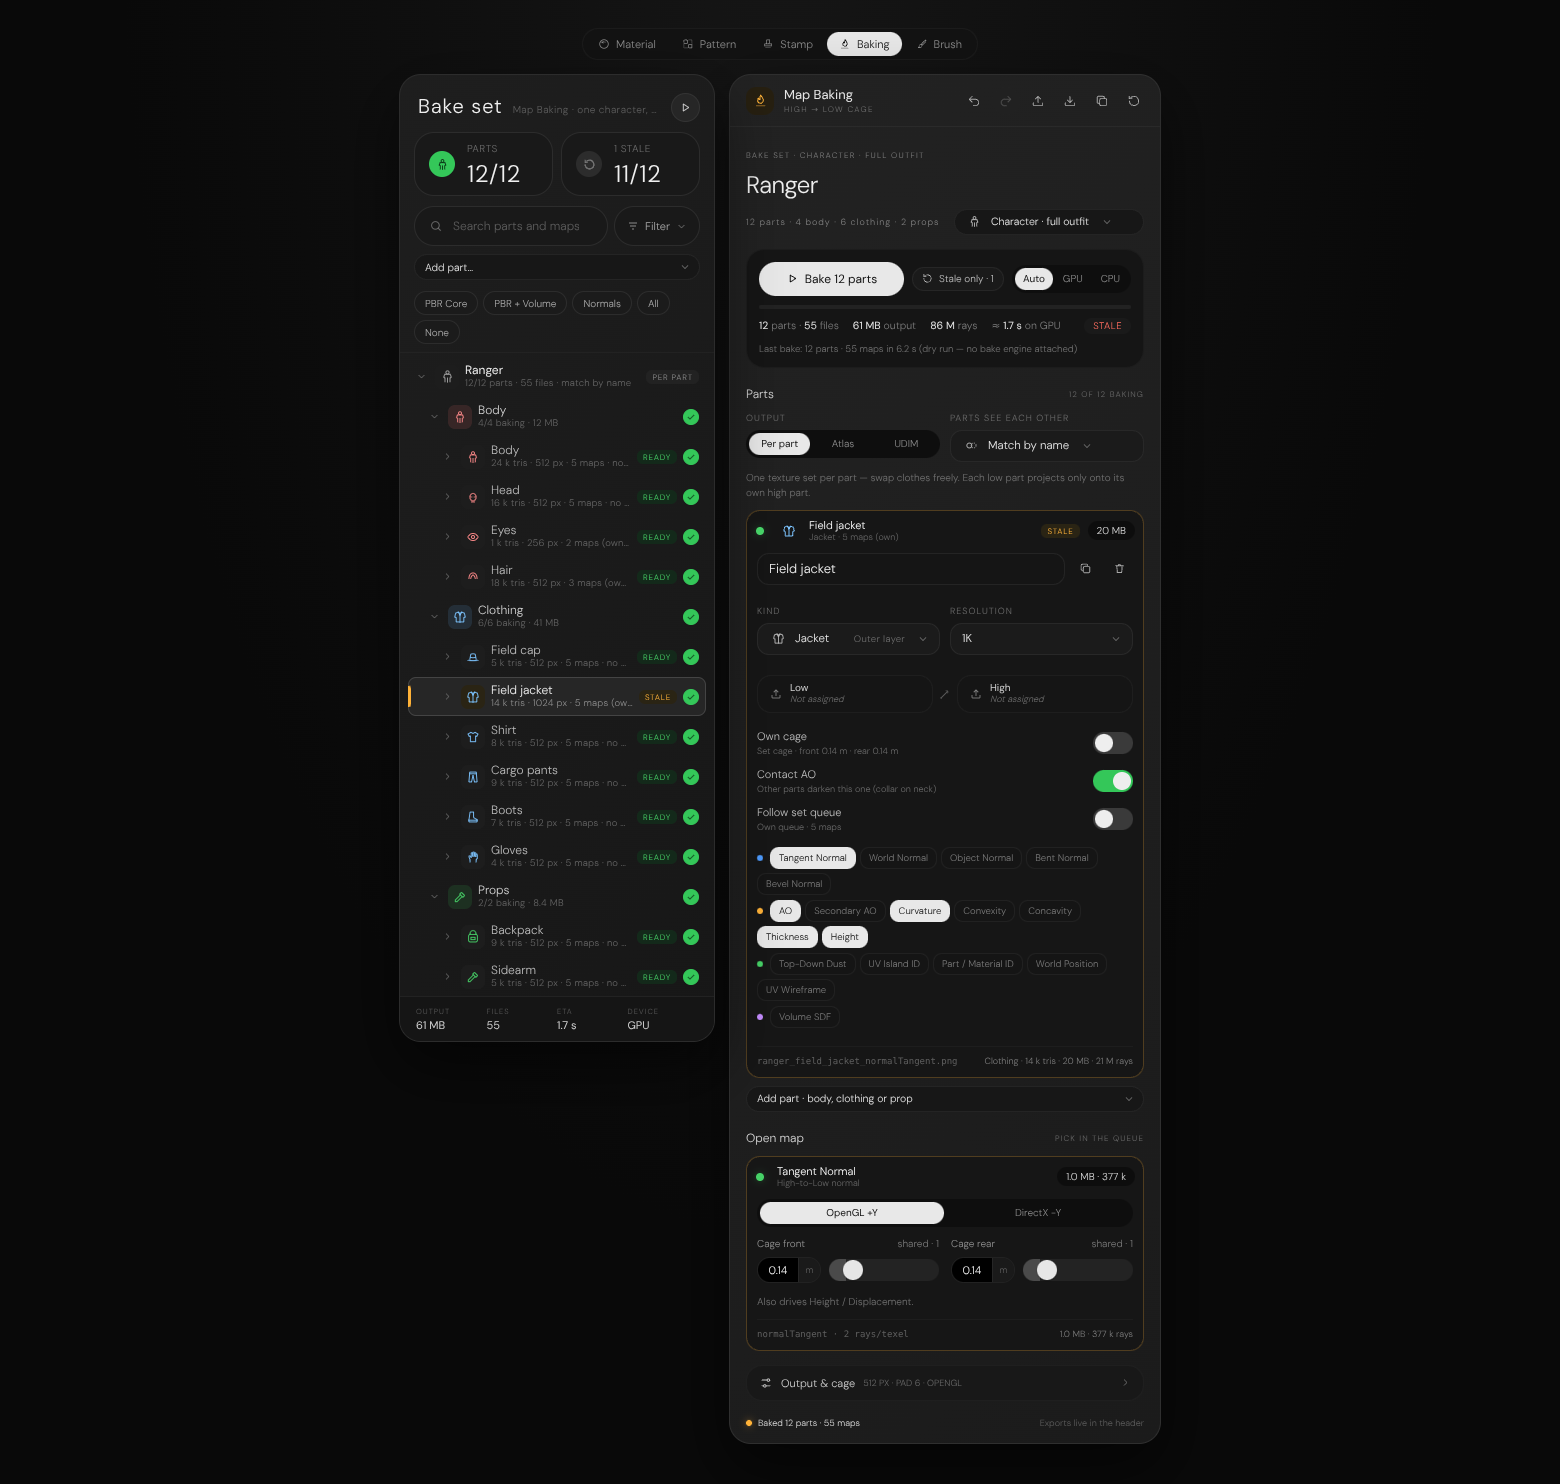 Material
Pattern
Stamp
Baking
Brush
Bake set
Map Baking · one character, …
PARTS
12/12
1 STALE
11/12
Search parts and maps
Filter
Add part…
PBR Core
PBR + Volume
Normals
All
None
Ranger
12/12 parts · 55 files · match by name
PER PART
Body
4/4 baking · 12 MB
Body
24 k tris · 512 px · 5 maps · no…
READY
Head
16 k tris · 512 px · 5 maps · no …
READY
Eyes
1 k tris · 256 px · 2 maps (own…
READY
Hair
18 k tris · 512 px · 3 maps (ow…
READY
Clothing
6/6 baking · 41 MB
Field cap
5 k tris · 512 px · 5 maps · no …
READY
Field jacket
14 k tris · 1024 px · 5 maps (ow…
STALE
Shirt
8 k tris · 512 px · 5 maps · no …
READY
Cargo pants
9 k tris · 512 px · 5 maps · no …
READY
Boots
7 k tris · 512 px · 5 maps · no …
READY
Gloves
4 k tris · 512 px · 5 maps · no …
READY
Props
2/2 baking · 8.4 MB
Backpack
9 k tris · 512 px · 5 maps · no …
READY
Sidearm
5 k tris · 512 px · 5 maps · no …
READY
OUTPUT
61 MB
FILES
55
ETA
1.7 s
DEVICE
GPU
Map Baking
HIGH → LOW CAGE
BAKE SET · CHARACTER · FULL OUTFIT
Ranger
12 parts · 4 body · 6 clothing · 2 props
Character · full outfit
Bake 12 parts
Stale only · 1
Auto
GPU
CPU
12 parts · 55 files
61 MB output
86 M rays
≈ 1.7 s on GPU
STALE
Last bake: 12 parts · 55 maps in 6.2 s (dry run — no bake engine attached)
Parts
12 OF 12 BAKING
OUTPUT
Per part
Atlas
UDIM
PARTS SEE EACH OTHER
Match by name
One texture set per part — swap clothes freely. Each low part projects only onto its
own high part.
Field jacket
Jacket · 5 maps (own)
STALE
20 MB
Field jacket
KIND
Jacket
Outer layer
RESOLUTION
1K
Low
Not assigned
High
Not assigned
Own cage
Set cage · front 0.14 m · rear 0.14 m
Contact AO
Other parts darken this one (collar on neck)
Follow set queue
Own queue · 5 maps
Tangent Normal
World Normal
Object Normal
Bent Normal
Bevel Normal
AO
Secondary AO
Curvature
Convexity
Concavity
Thickness
Height
Top-Down Dust
UV Island ID
Part / Material ID
World Position
UV Wireframe
Volume SDF
ranger_field_jacket_normalTangent.png
Clothing · 14 k tris · 20 MB · 21 M rays
Add part · body, clothing or prop
Open map
PICK IN THE QUEUE
Tangent Normal
High-to-Low normal
1.0 MB · 377 k
OpenGL +Y
DirectX -Y
Cage front
shared · 1
0.14
m
Cage rear
shared · 1
0.14
m
Also drives Height / Displacement.
normalTangent · 2 rays/texel
1.0 MB · 377 k rays
Output & cage
512 PX · PAD 6 · OPENGL
Baked 12 parts · 55 maps
Exports live in the header